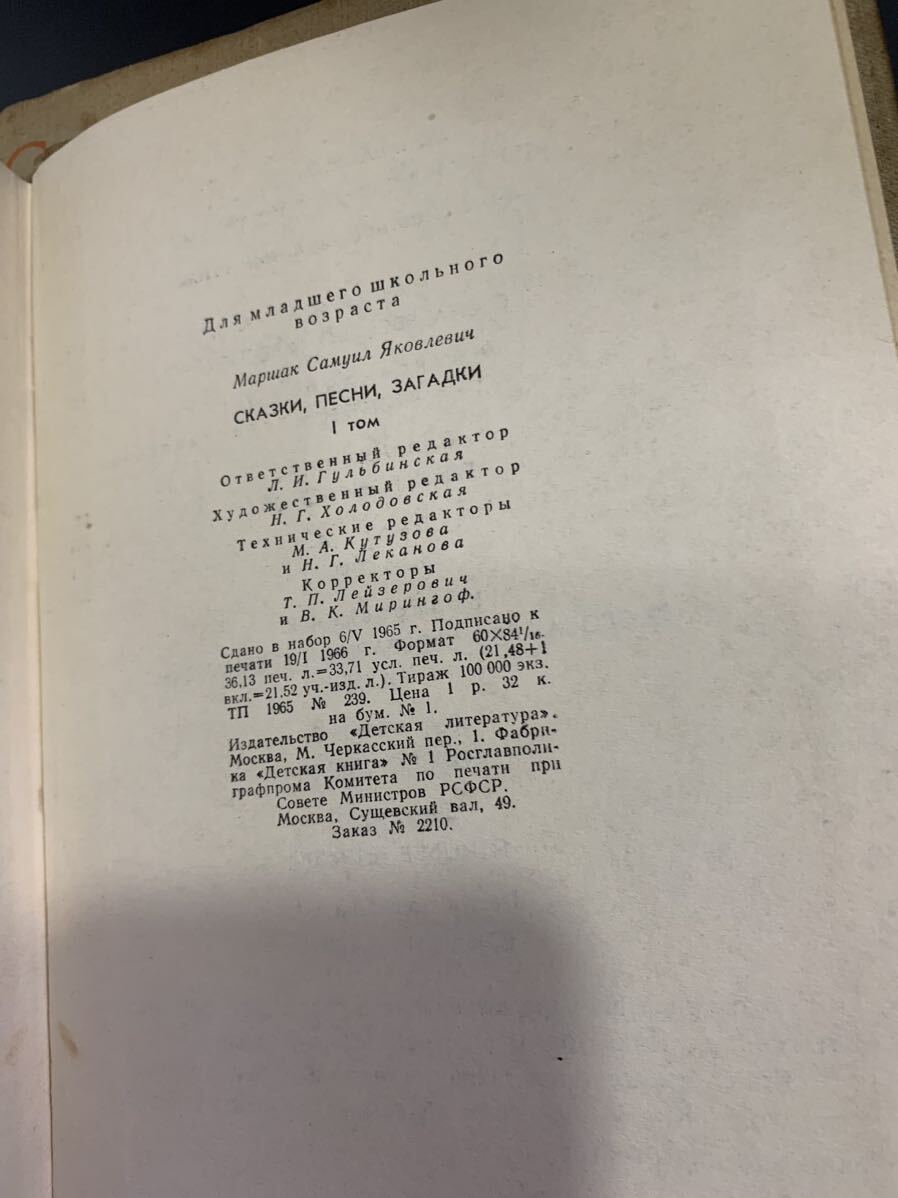 Для младшего школьного
возраста
Маршак Самуил Яковлевич
СКАЗКИ, ПЕСНИ, ЗАГАДКИ
I том
Ответственный редактор
Л. И. Гульбинская
Художественный редактор
Н. Г. Холодовская
Технические редакторы
М. А. Кутузова
и Н. Г. Леканова
Корректоры
Т. П. Лейзерович
и В. К. Мирингоф.
Сдано в набор 6/V 1965 г. Подписано к
печати 19/I 1966 г. Формат 60×84¹/₁₆.
36,13 печ. л.=33,71 усл. печ. л. (21,48+1
вкл.=21,52 уч.-изд. л.). Тираж 100 000 экз.
ТП 1965 № 239. Цена 1 р. 32 к.
на бум. № 1.
Издательство «Детская литература».
Москва, М. Черкасский пер., 1. Фабри-
ка «Детская книга» № 1 Росглавполи-
графпрома Комитета по печати при
Совете Министров РСФСР.
Москва, Сущевский вал, 49.
Заказ № 2210.